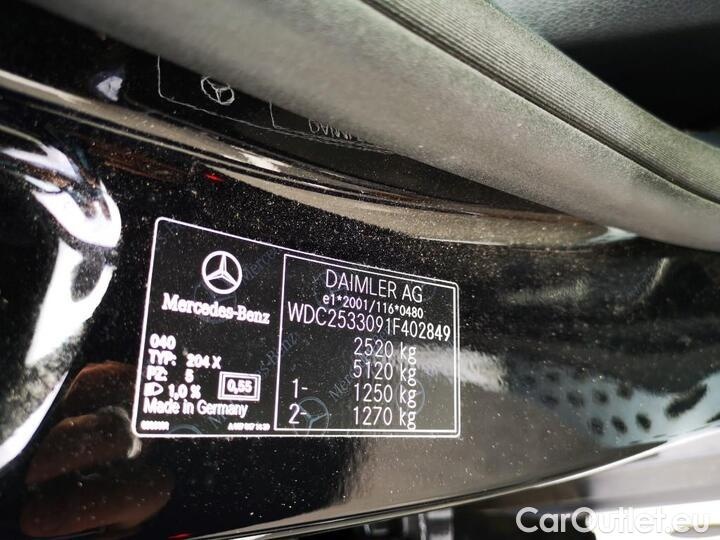 Mercedes-Benz
040
TYP: 204 X
PZ: 5
1,0 %
0,55
Made in Germany
DAIMLER AG
e1*2001/116*0480
WDC2533091F402849
2520 kg
5120 kg
1- 1250 kg
2- 1270 kg
CarOutlet.eu